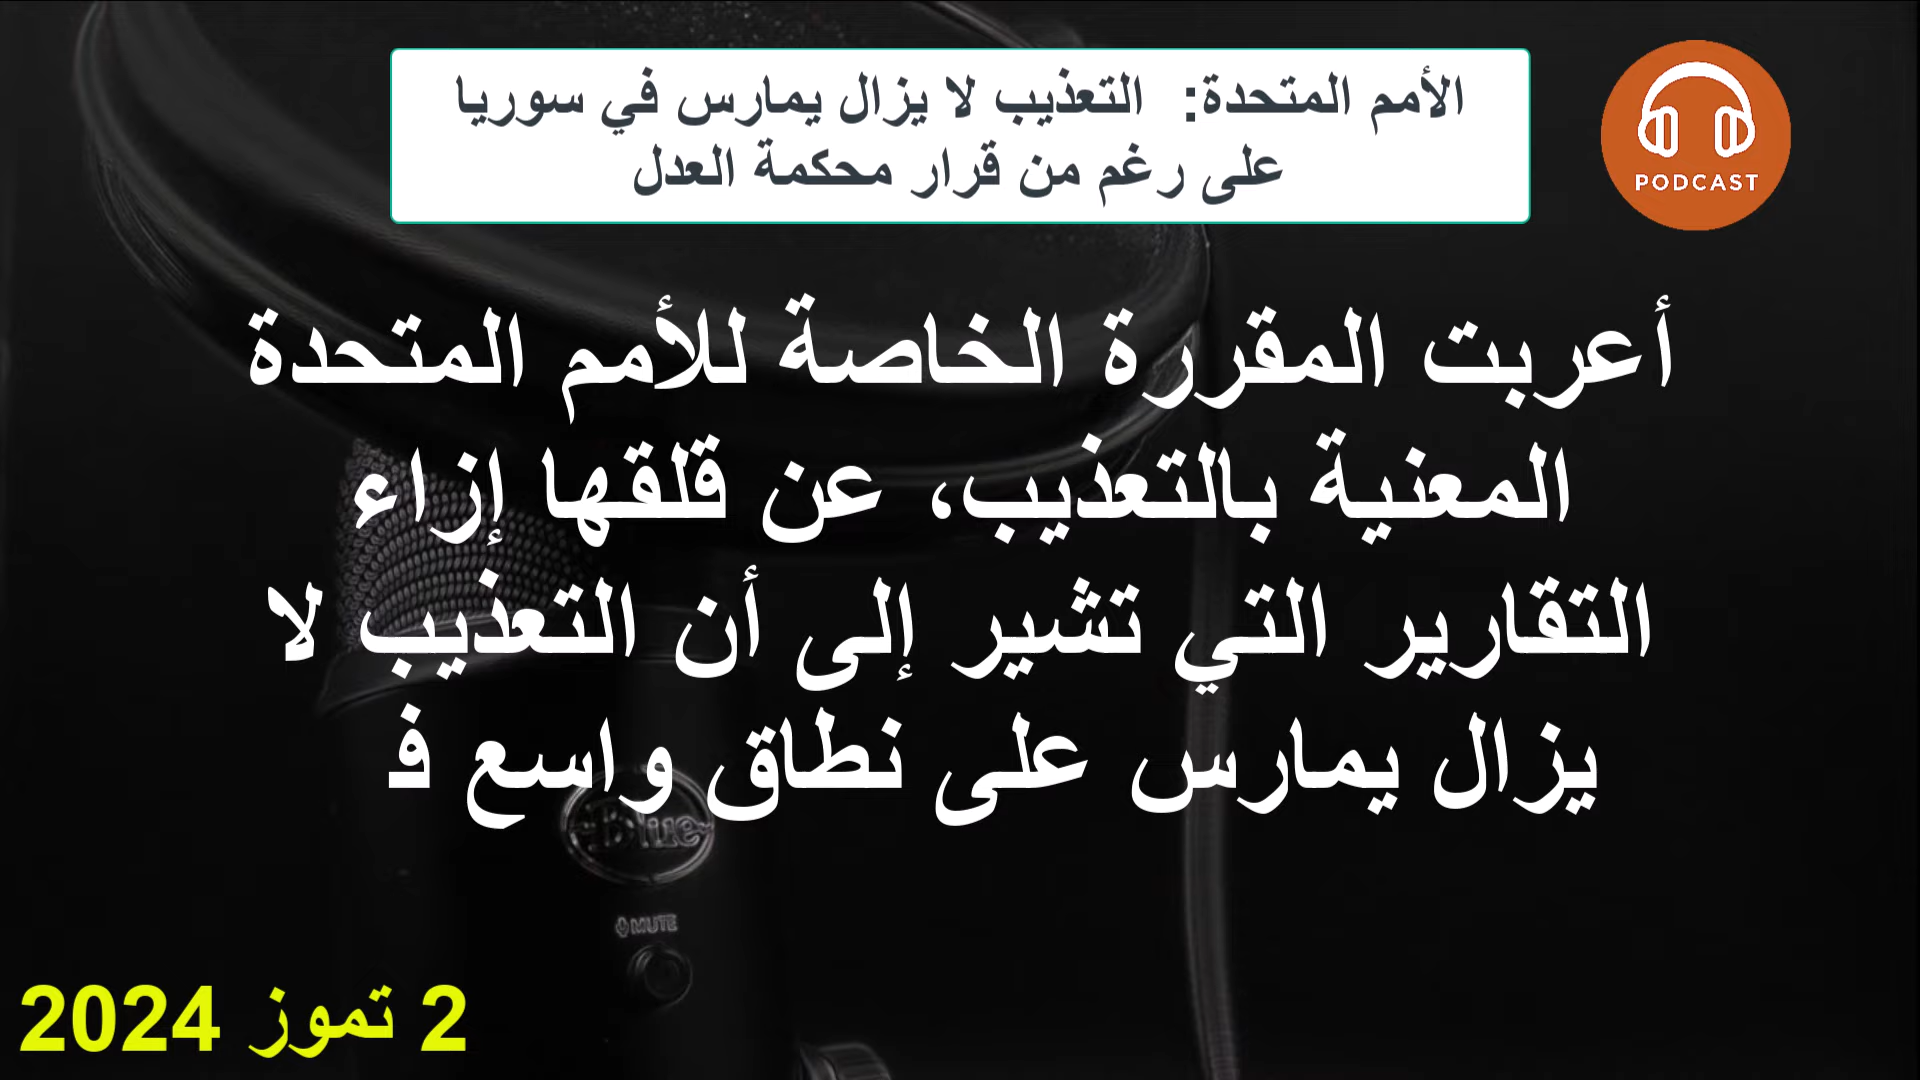 الأمم المتحدة: التعذيب لا يزال يمارس في سوريا
على رغم من قرار محكمة العدل
PODCAST
أعربت المقررة الخاصة للأمم المتحدة
المعنية بالتعذيب، عن قلقها إزاء
التقارير التي تشير إلى أن التعذيب لا
يزال يمارس على نطاق واسع ف
Blue
MUTE
2 تموز 2024